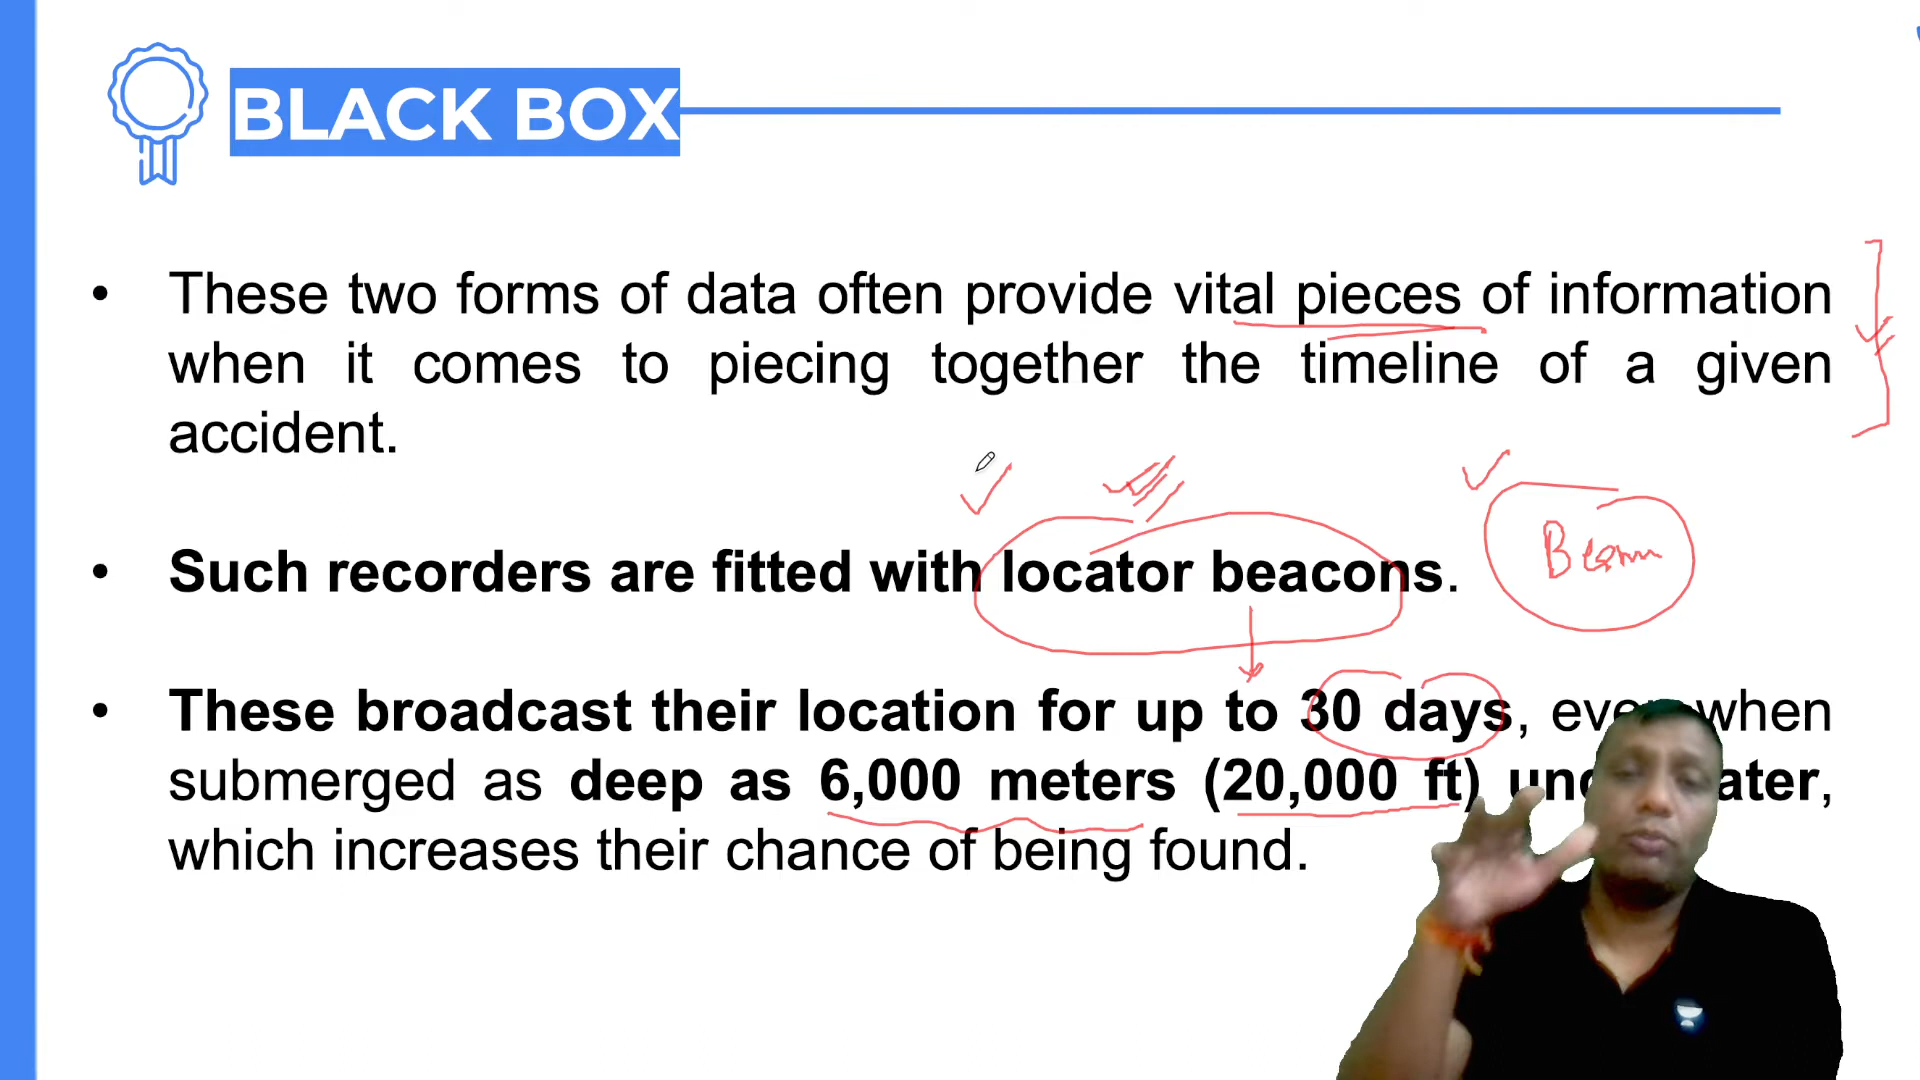 BLACK BOX
• These two forms of data often provide vital pieces of information
when it comes to piecing together the timeline of a given
accident.
• Such recorders are fitted with locator beacons.
• These broadcast their location for up to 30 days, even when
submerged as deep as 6,000 meters (20,000 ft) underwater,
which increases their chance of being found.